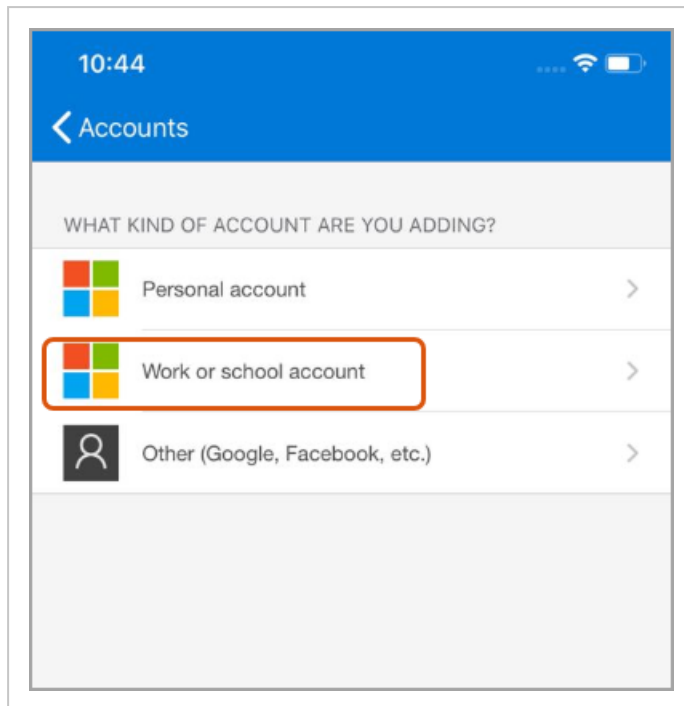 10:44
Accounts
WHAT KIND OF ACCOUNT ARE YOU ADDING?
Personal account
Work or school account
Other (Google, Facebook, etc.)